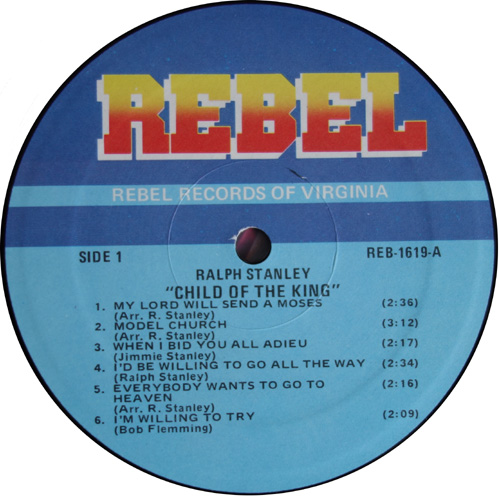 REBEL
REBEL RECORDS OF VIRGINIA
SIDE 1 REB-1619-A
RALPH STANLEY
"CHILD OF THE KING"
1. MY LORD WILL SEND A MOSES (2:36)
(Arr. R. Stanley)
2. MODEL CHURCH (3:12)
(Arr. R. Stanley)
3. WHEN I BID YOU ALL ADIEU (2:17)
(Jimmie Stanley)
4. I'D BE WILLING TO GO ALL THE WAY (2:34)
(Ralph Stanley)
5. EVERYBODY WANTS TO GO TO (2:16)
HEAVEN
(Arr. R. Stanley)
6. I'M WILLING TO TRY (2:09)
(Bob Flemming)